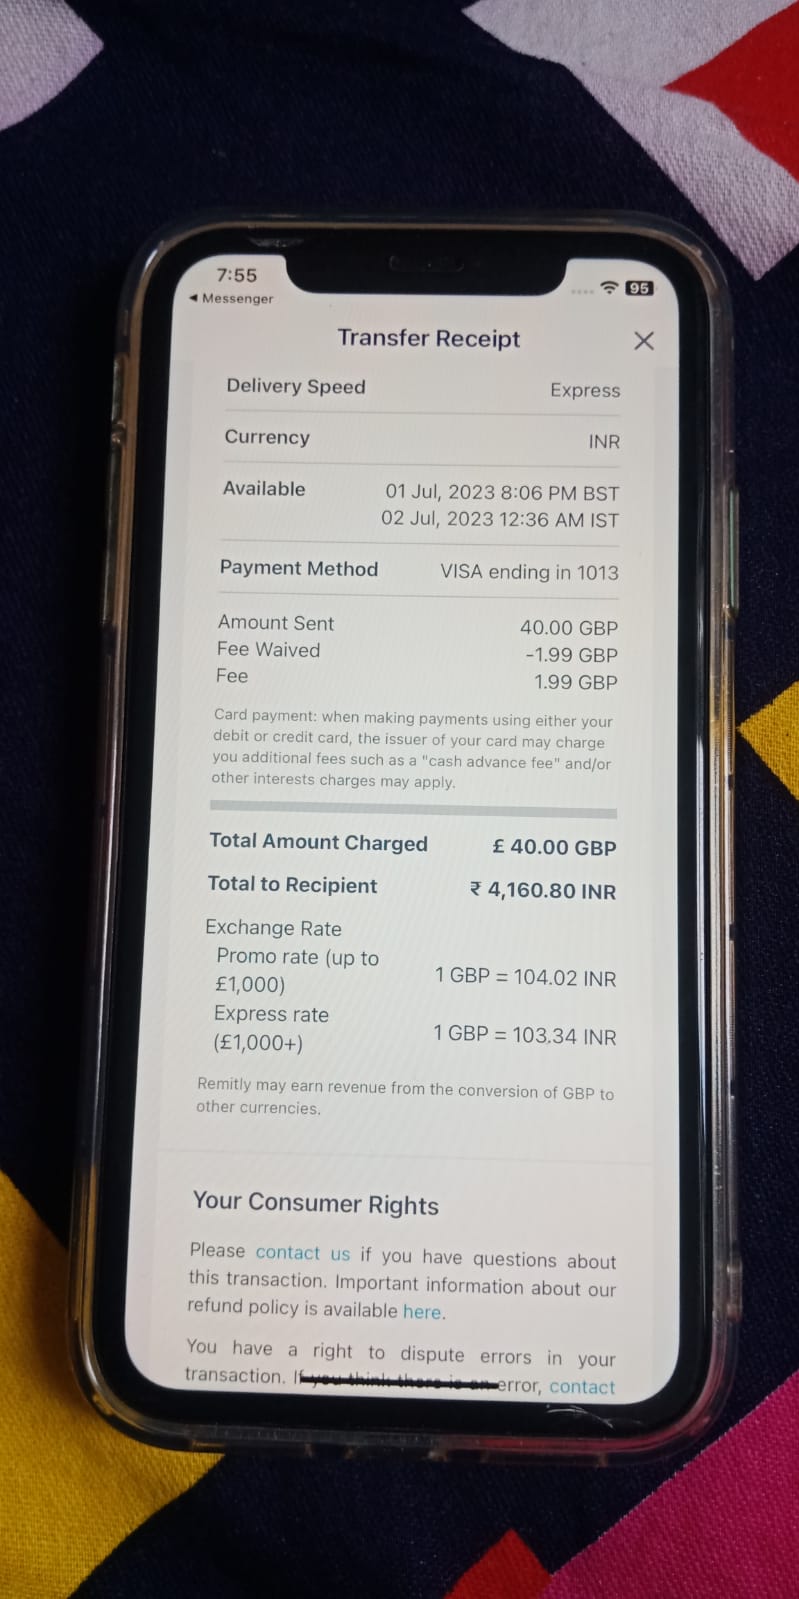 7:55
95
◄ Messenger
Transfer Receipt
Delivery Speed Express
Currency INR
Available 01 Jul, 2023 8:06 PM BST
02 Jul, 2023 12:36 AM IST
Payment Method VISA ending in 1013
Amount Sent 40.00 GBP
Fee Waived -1.99 GBP
Fee 1.99 GBP
Card payment: when making payments using either your
debit or credit card, the issuer of your card may charge
you additional fees such as a "cash advance fee" and/or
other interests charges may apply.
Total Amount Charged £ 40.00 GBP
Total to Recipient ₹ 4,160.80 INR
Exchange Rate
Promo rate (up to
£1,000) 1 GBP = 104.02 INR
Express rate
(£1,000+) 1 GBP = 103.34 INR
Remitly may earn revenue from the conversion of GBP to
other currencies.
Your Consumer Rights
Please contact us if you have questions about
this transaction. Important information about our
refund policy is available here.
You have a right to dispute errors in your
transaction. If you think there is an error, contact